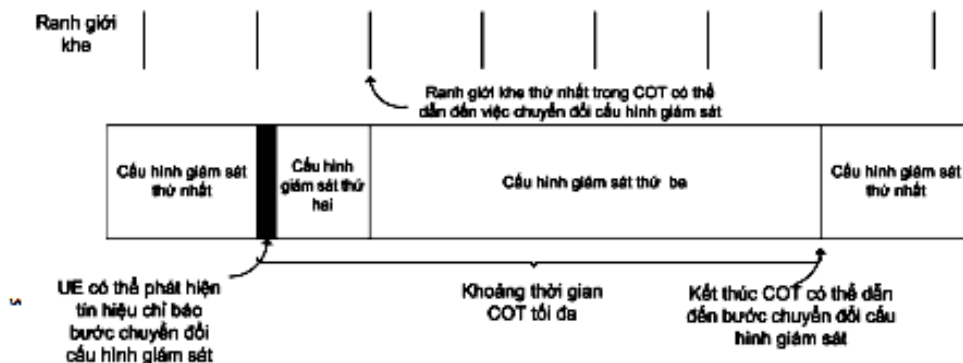 Ranh giới
khe
Ranh giới khe thứ nhất trong COT có thể
dẫn đến việc chuyển đổi cấu hình giám sát
Cấu hình giám sát
thứ nhất
Cấu hình
giám sát thứ
hai
Cấu hình giám sát thứ ba
Cấu hình giám sát
thứ nhất
UE có thể phát hiện
tín hiệu chỉ báo
bước chuyển đổi
cấu hình giám sát
Khoảng thời gian
COT tối đa
Kết thúc COT có thể dẫn
đến bước chuyển đổi cấu
hình giám sát